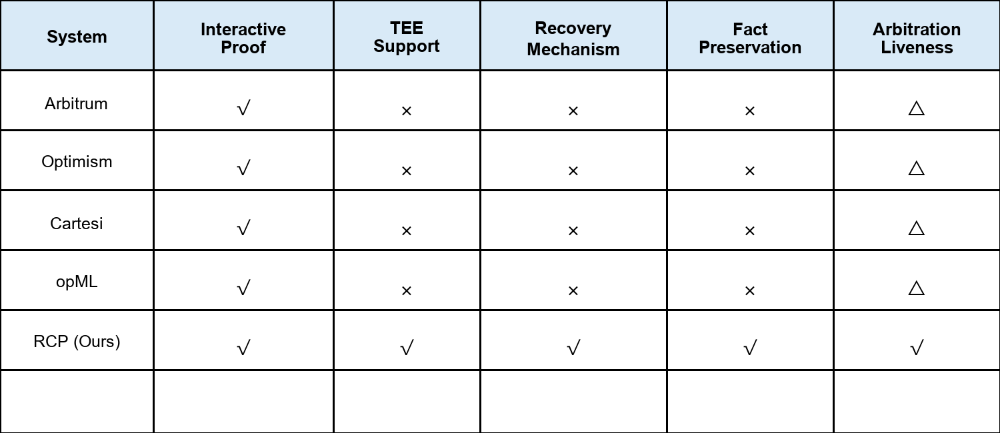 System Interactive Proof TEE Support Recovery Mechanism Fact Preservation Arbitration Liveness
Arbitrum √ × × × △
Optimism √ × × × △
Cartesi √ × × × △
opML √ × × × △
RCP (Ours) √ √ √ √ √